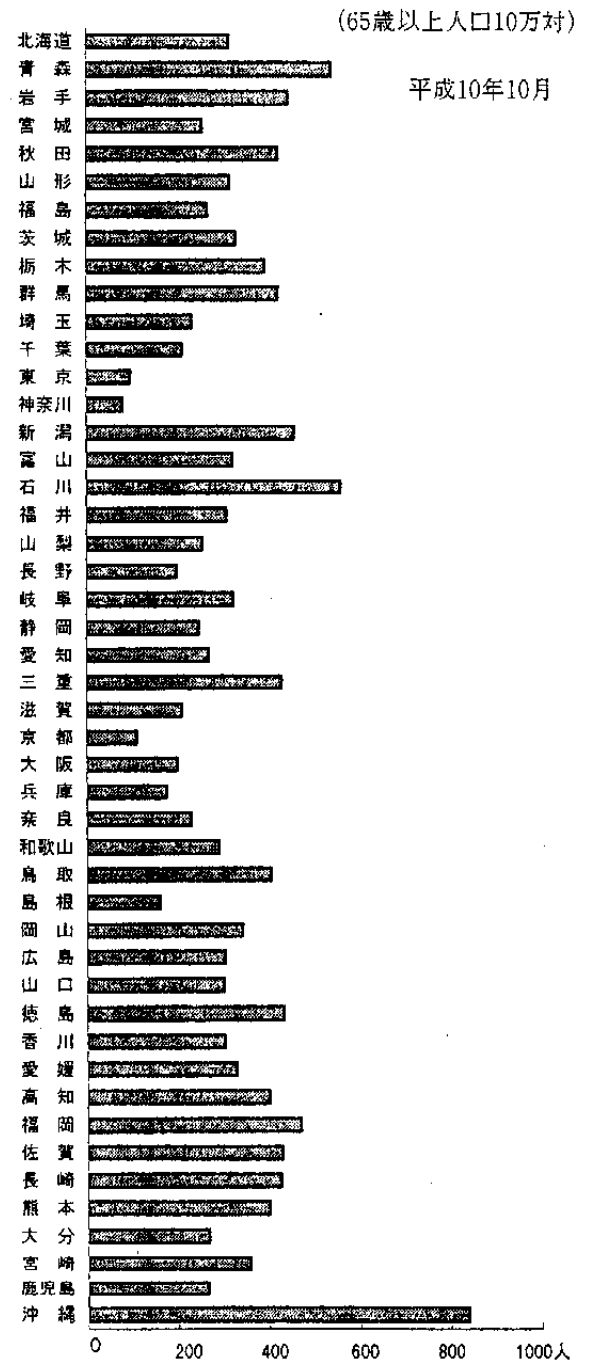 (65歳以上人口10万対)
平成10年10月
北海道
青森
岩手
宮城
秋田
山形
福島
茨城
栃木
群馬
埼玉
千葉
東京
神奈川
新潟
富山
石川
福井
山梨
長野
岐阜
静岡
愛知
三重
滋賀
京都
大阪
兵庫
奈良
和歌山
鳥取
島根
岡山
広島
山口
徳島
香川
愛媛
高知
福岡
佐賀
長崎
熊本
大分
宮崎
鹿児島
沖縄
0 200 400 600 800 1000人